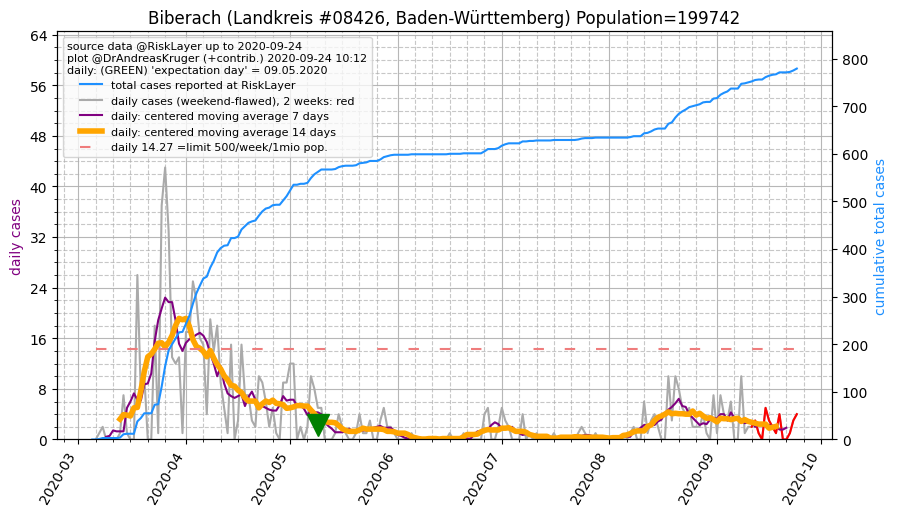 Biberach (Landkreis #08426, Baden-Württemberg) Population=199742
source data @RiskLayer up to 2020-09-24
plot @DrAndreasKruger (+contrib.) 2020-09-24 10:12
daily: (GREEN) 'expectation day' = 09.05.2020
total cases reported at RiskLayer
daily cases (weekend-flawed), 2 weeks: red
daily: centered moving average 7 days
daily: centered moving average 14 days
daily 14.27 =limit 500/week/1mio pop.
daily cases
64
56
48
40
32
24
16
8
0
cumulative total cases
800
700
600
500
400
300
200
100
0
2020-03
2020-04
2020-05
2020-06
2020-07
2020-08
2020-09
2020-10